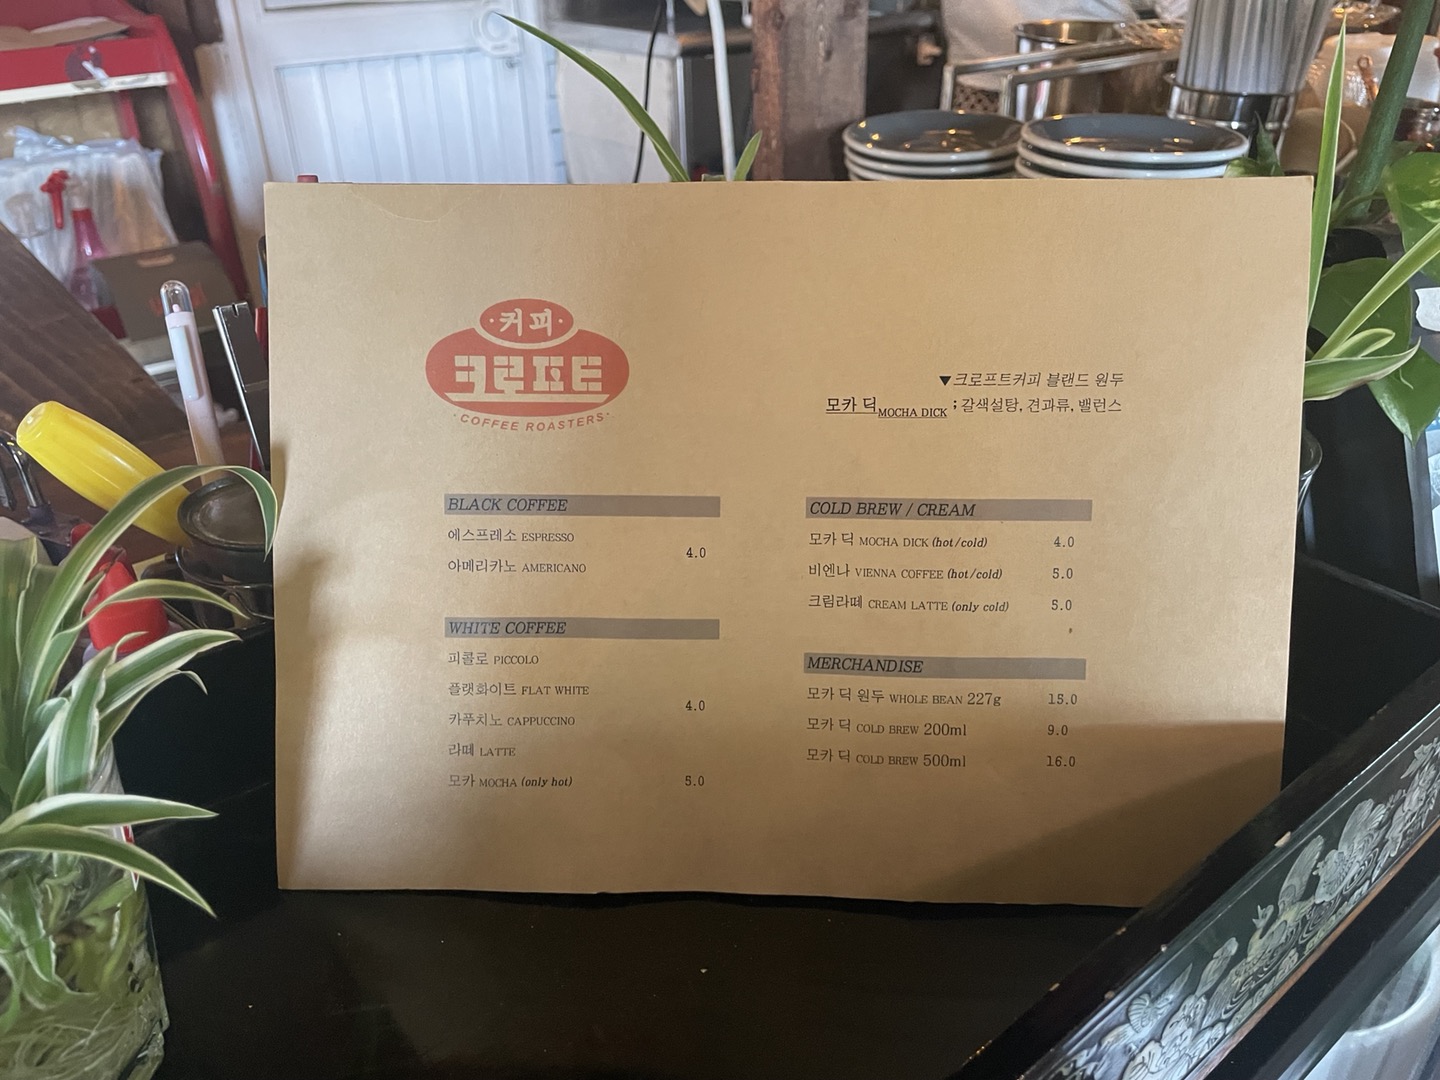 ·커피·
크로프트
·COFFEE ROASTERS·
▼크로프트커피 블랜드 원두
모카 딕 MOCHA DICK ; 갈색설탕, 견과류, 밸런스
BLACK COFFEE
에스프레소 ESPRESSO
4.0
아메리카노 AMERICANO
WHITE COFFEE
피콜로 PICCOLO
플랫화이트 FLAT WHITE
4.0
카푸치노 CAPPUCCINO
라떼 LATTE
모카 MOCHA (only hot) 5.0
COLD BREW / CREAM
모카 딕 MOCHA DICK (hot/cold) 4.0
비엔나 VIENNA COFFEE (hot/cold) 5.0
크림라떼 CREAM LATTE (only cold) 5.0
MERCHANDISE
모카 딕 원두 WHOLE BEAN 227g 15.0
모카 딕 COLD BREW 200ml 9.0
모카 딕 COLD BREW 500ml 16.0